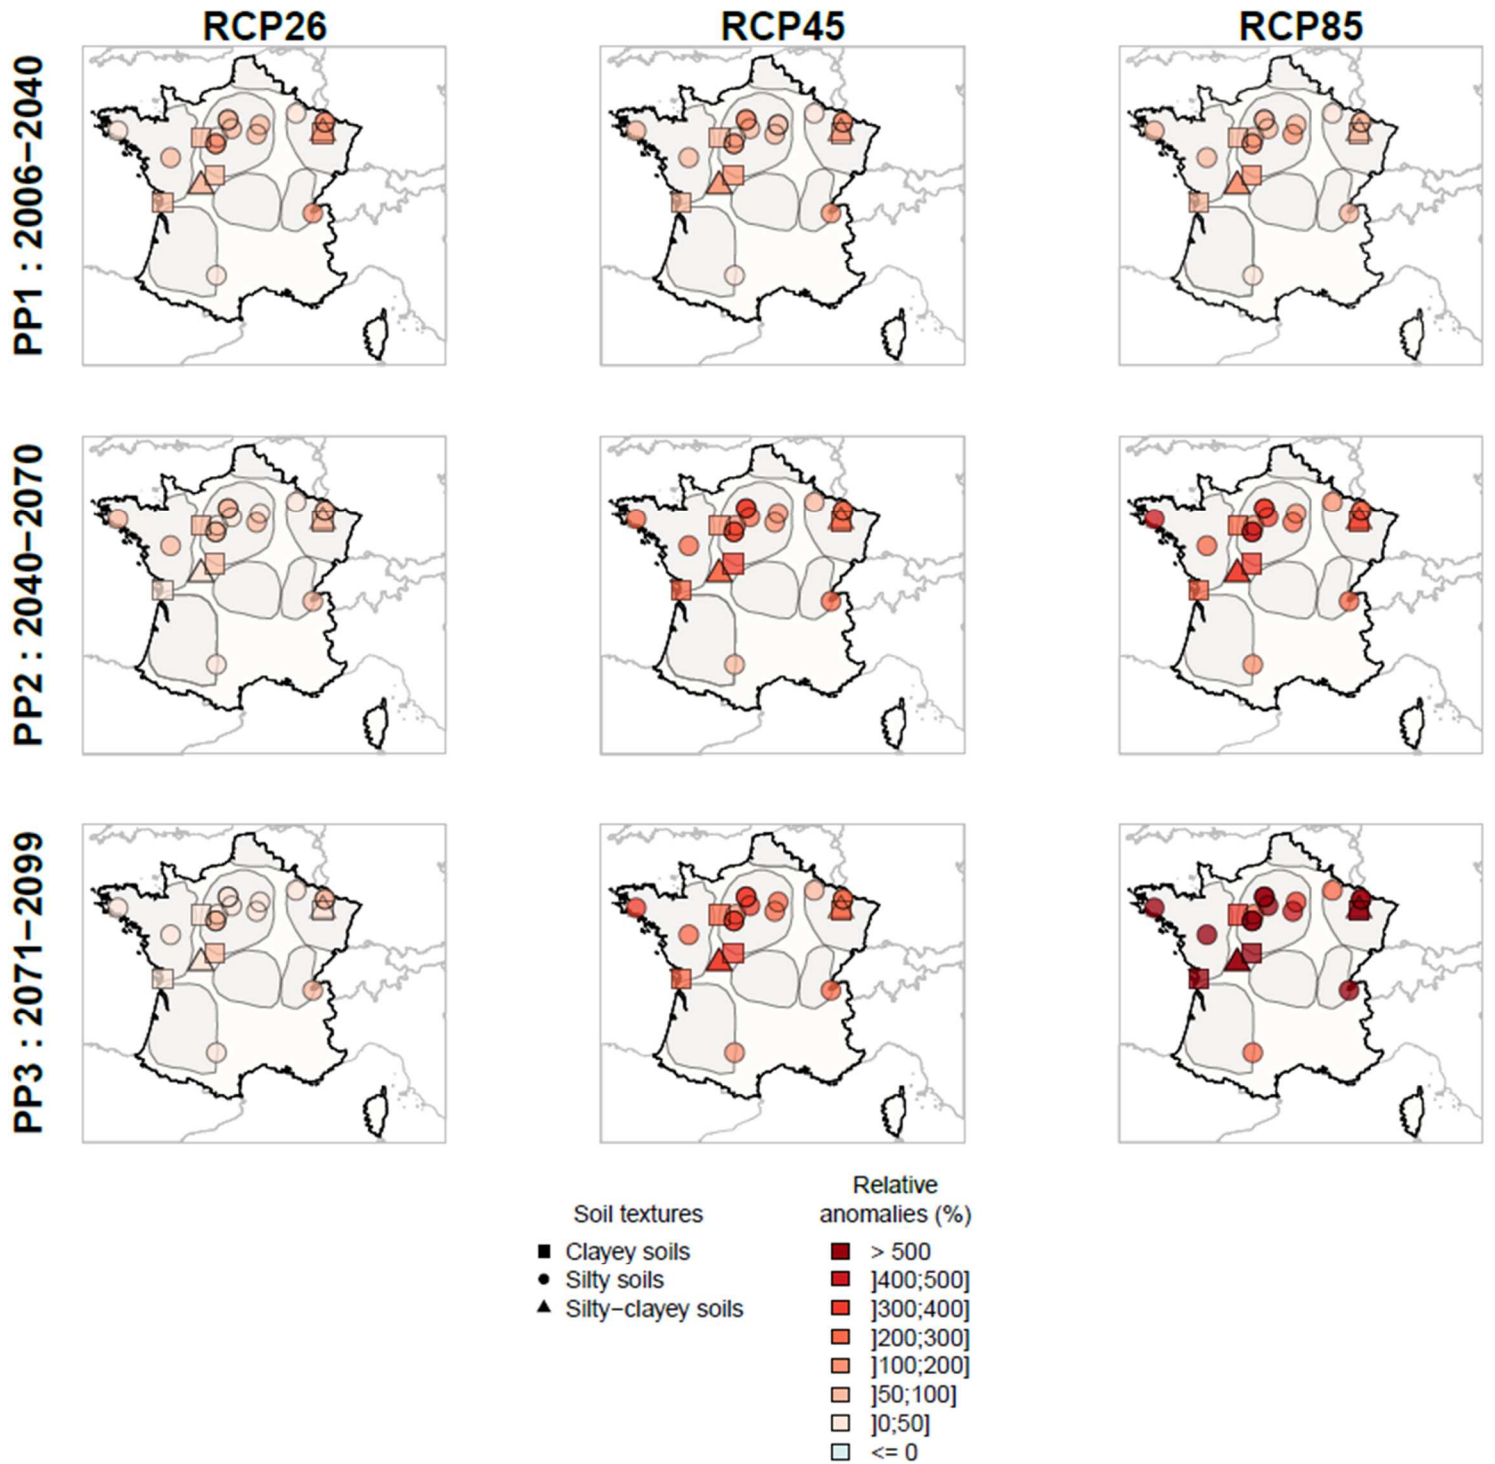 RCP26
RCP45
RCP85
PP1 : 2006−2040
PP2 : 2040−2070
PP3 : 2071−2099
Soil textures
Clayey soils
Silty soils
Silty−clayey soils
Relative
anomalies (%)
> 500
]400;500]
]300;400]
]200;300]
]100;200]
]50;100]
]0;50]
<= 0